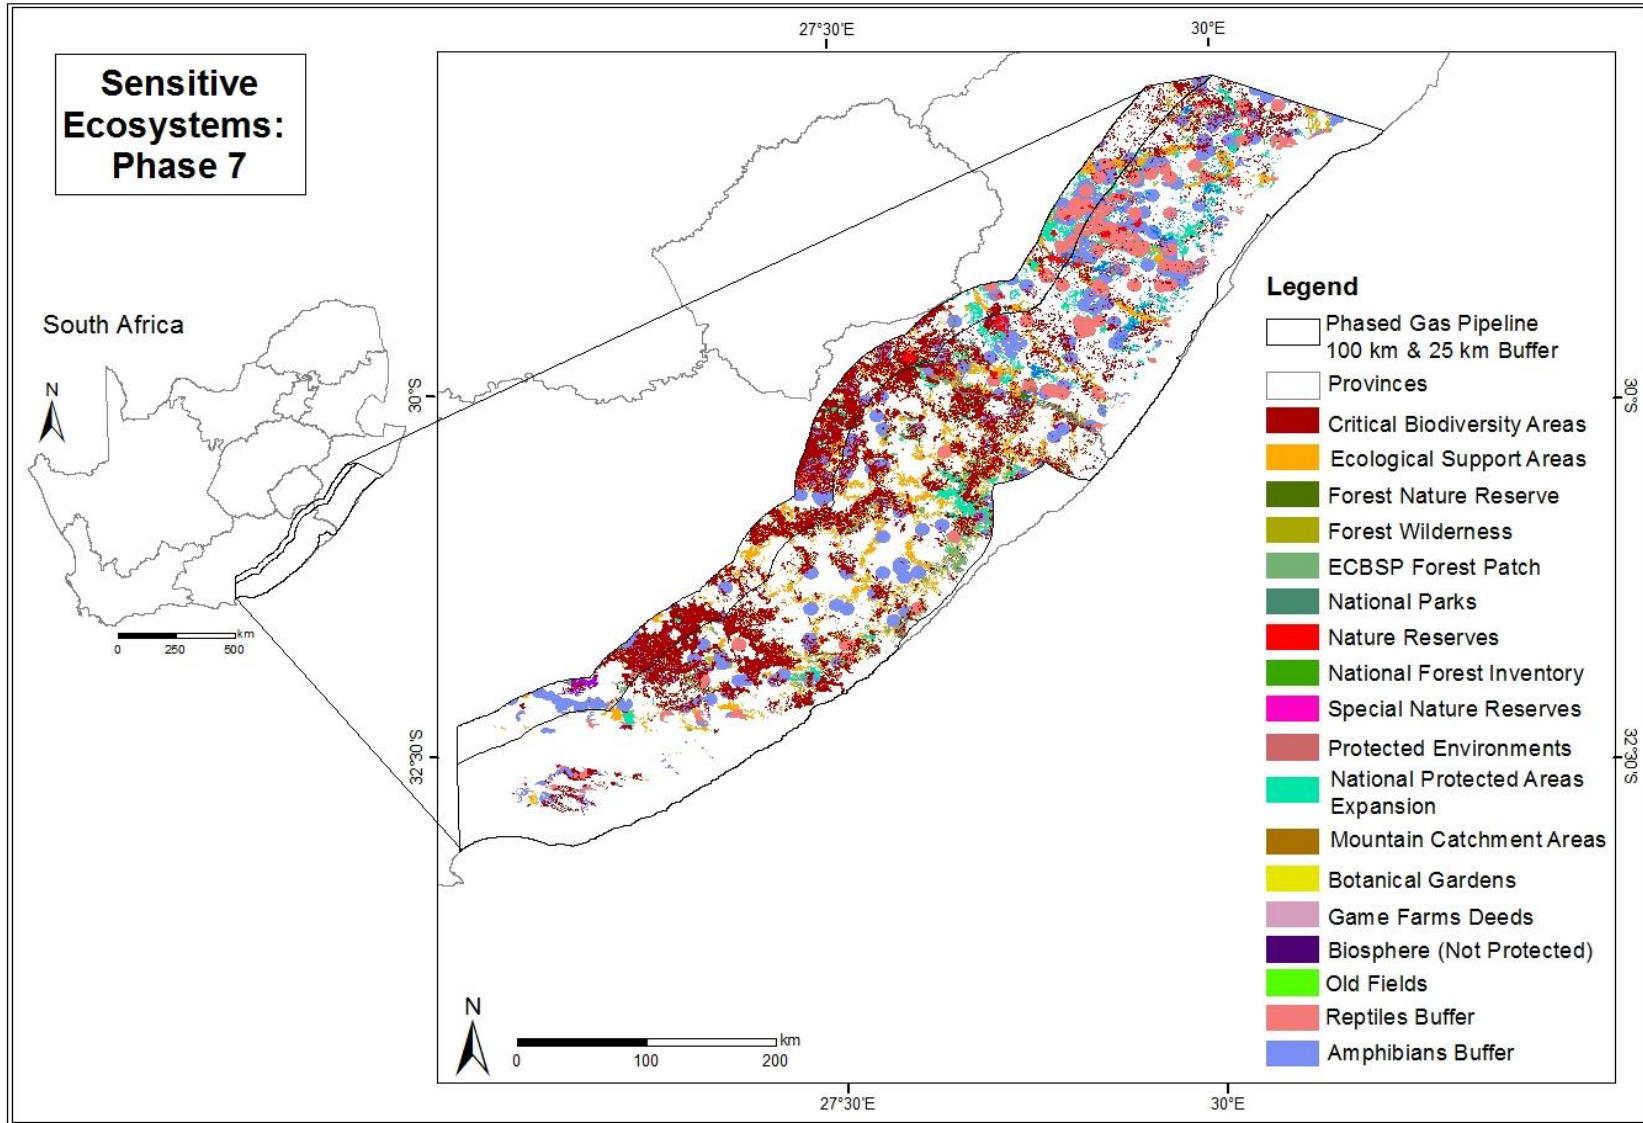 Sensitive
Ecosystems:
Phase 7
27°30'E
30°E
South Africa
N
km
0 250 500
30°S
32°30'S
30°S
32°30'S
Legend
Phased Gas Pipeline
100 km & 25 km Buffer
Provinces
Critical Biodiversity Areas
Ecological Support Areas
Forest Nature Reserve
Forest Wilderness
ECBSP Forest Patch
National Parks
Nature Reserves
National Forest Inventory
Special Nature Reserves
Protected Environments
National Protected Areas
Expansion
Mountain Catchment Areas
Botanical Gardens
Game Farms Deeds
Biosphere (Not Protected)
Old Fields
Reptiles Buffer
Amphibians Buffer
N
km
0 100 200
27°30'E
30°E